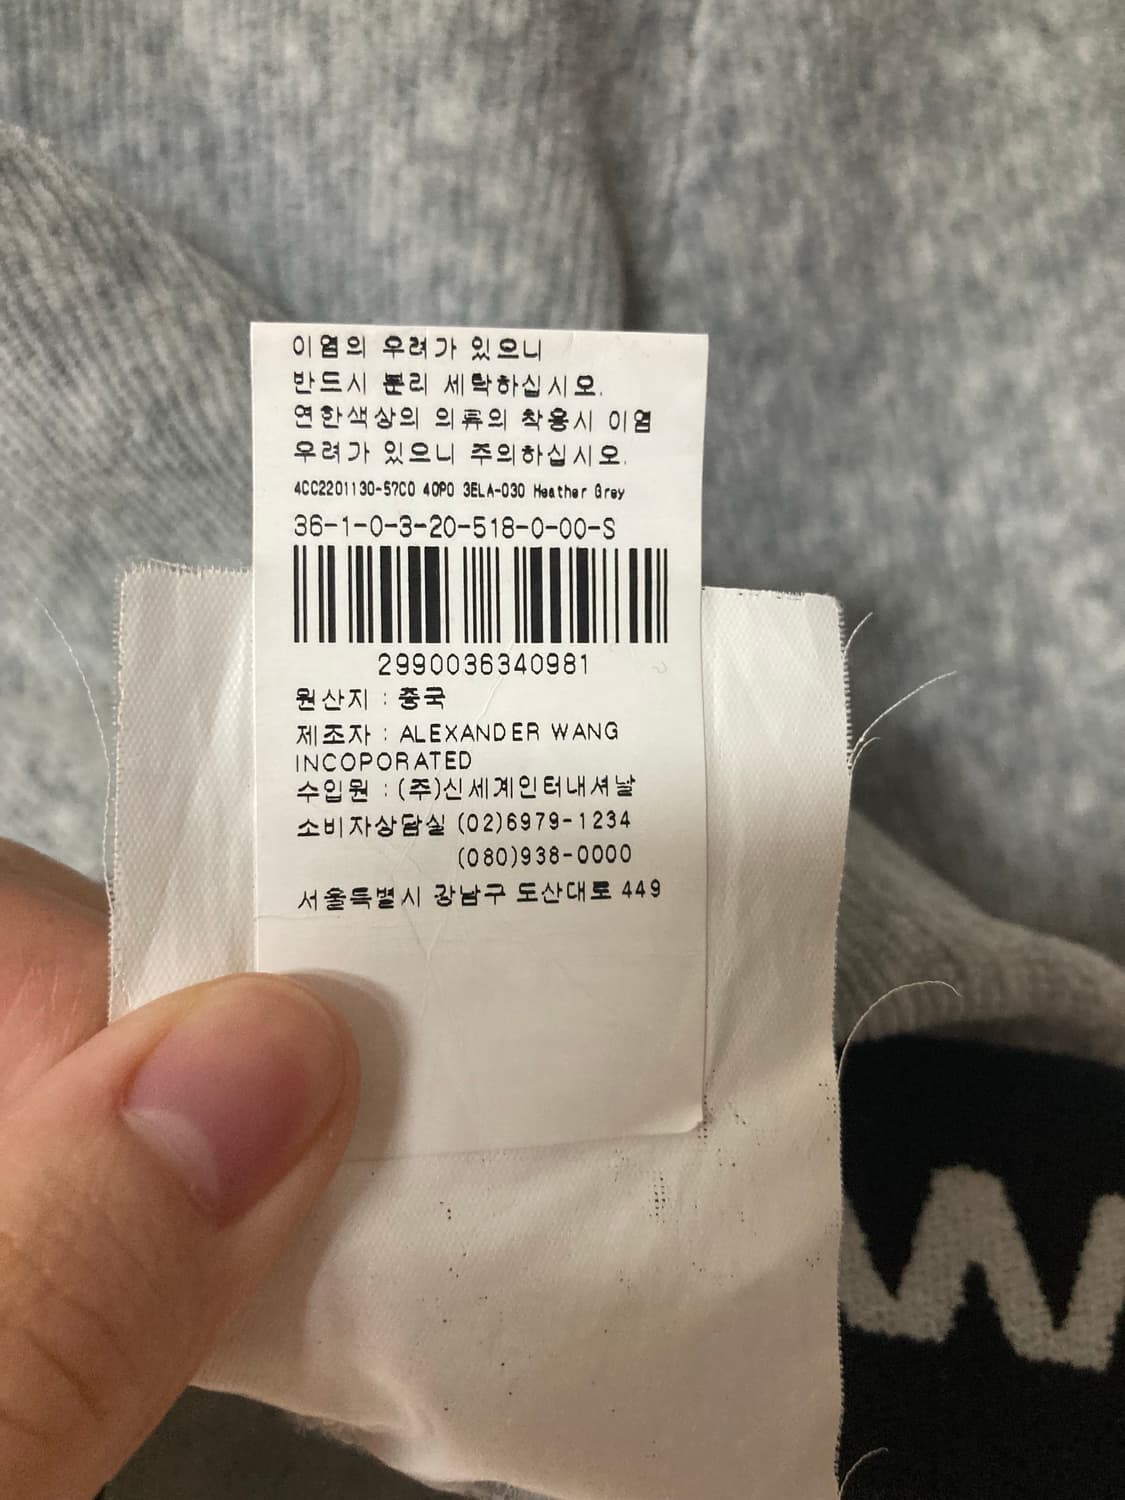 이염의 우려가 있으니
반드시 분리 세탁하십시오.
연한색상의 의류의 착용시 이염
우려가 있으니 주의하십시오.
4CC2201130-57C0 40P0 3ELA-030 Heather Grey
36-1-0-3-20-518-0-00-S
2990036340981
원산지 : 중국
제조자 : ALEXANDER WANG
INCOPORATED
수입원 : (주)신세계인터내셔날
소비자상담실 (02)6979-1234
(080)938-0000
서울특별시 강남구 도산대로 449
W